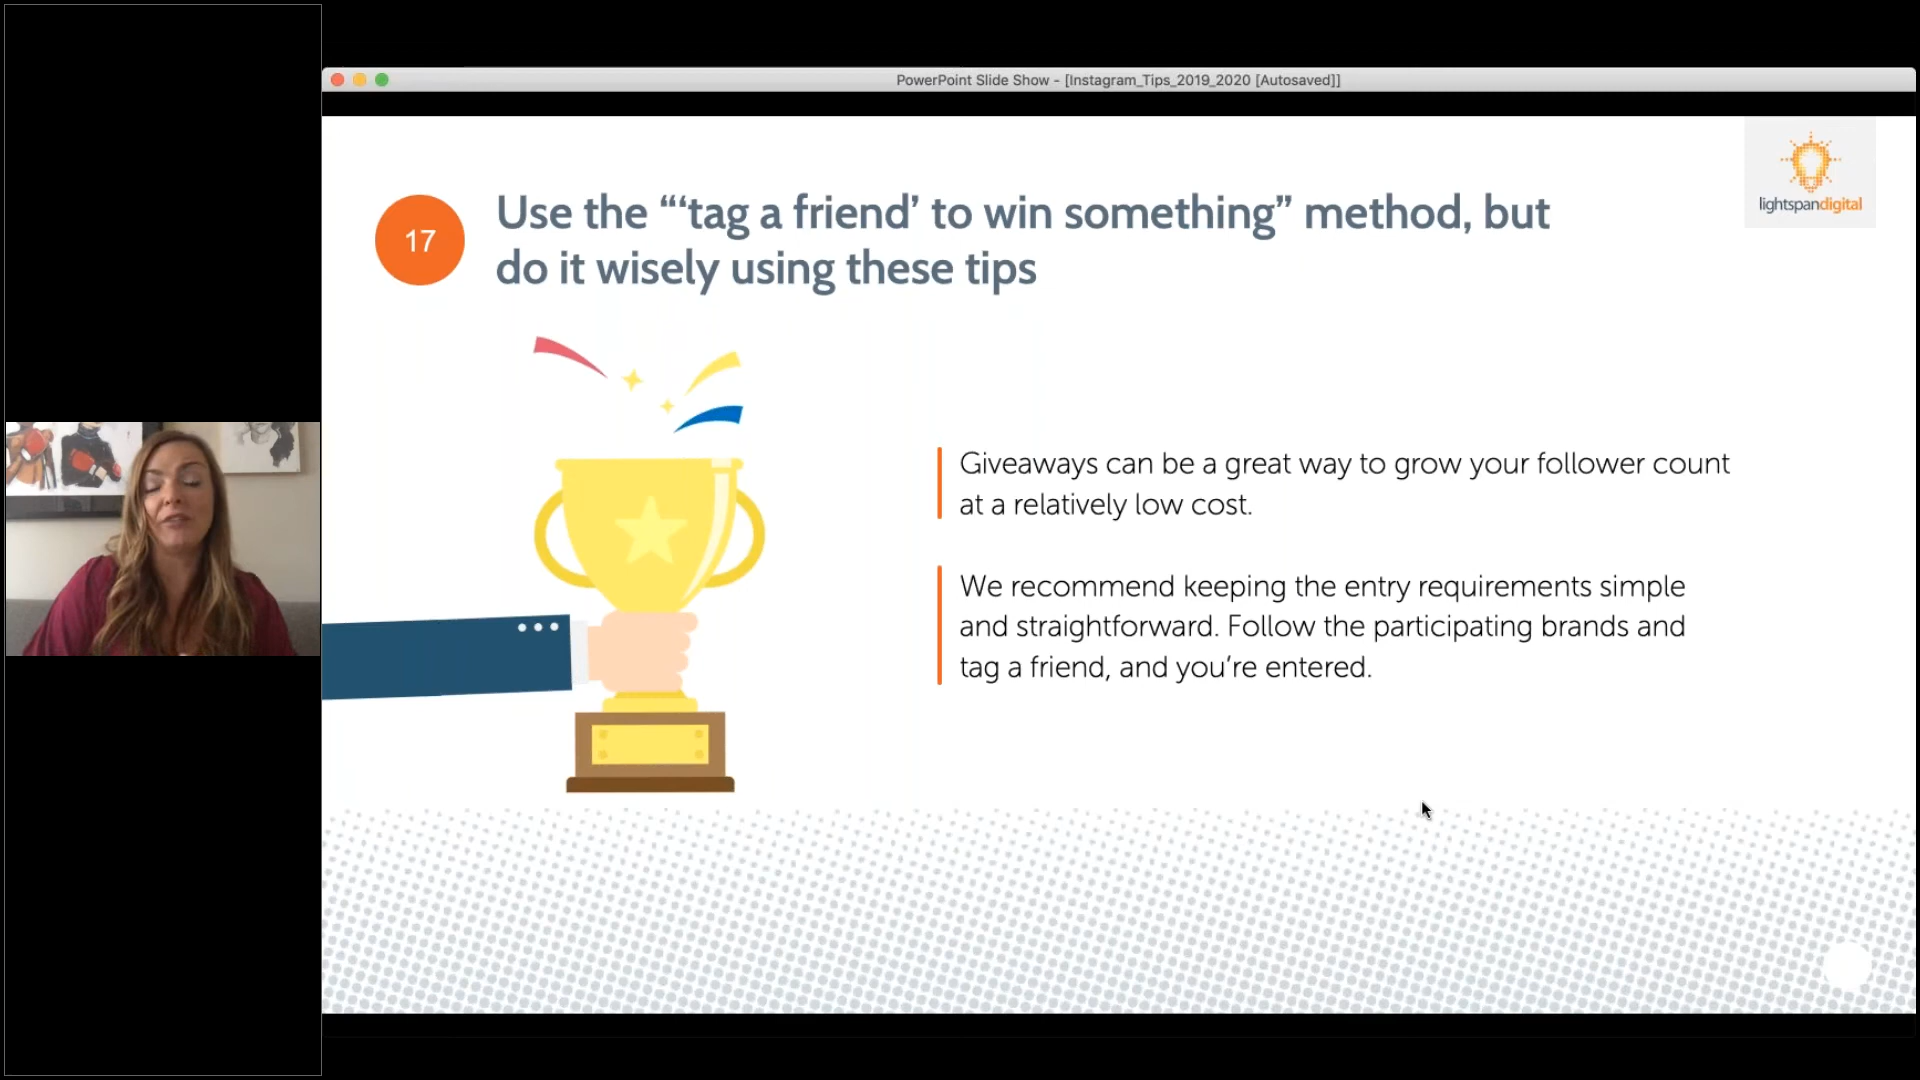 PowerPoint Slide Show - [Instagram_Tips_2019_2020 [Autosaved]]
lightspandigital
17
Use the “‘tag a friend’ to win something” method, but
do it wisely using these tips
Giveaways can be a great way to grow your follower count
at a relatively low cost.
We recommend keeping the entry requirements simple
and straightforward. Follow the participating brands and
tag a friend, and you’re entered.